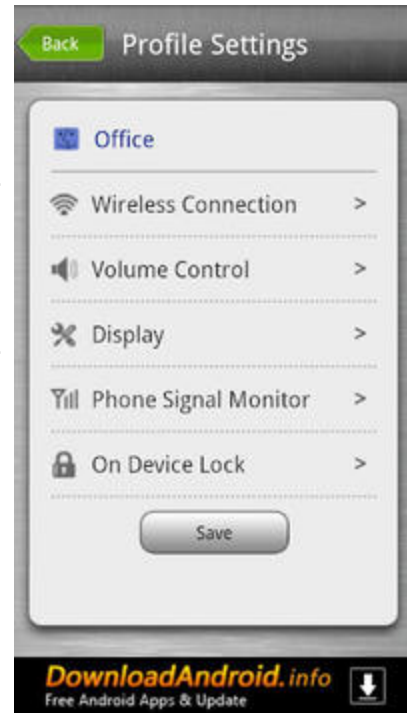 Back
Profile Settings
Office
Wireless Connection >
Volume Control >
Display >
Phone Signal Monitor >
On Device Lock >
Save
DownloadAndroid.info
Free Android Apps & Update